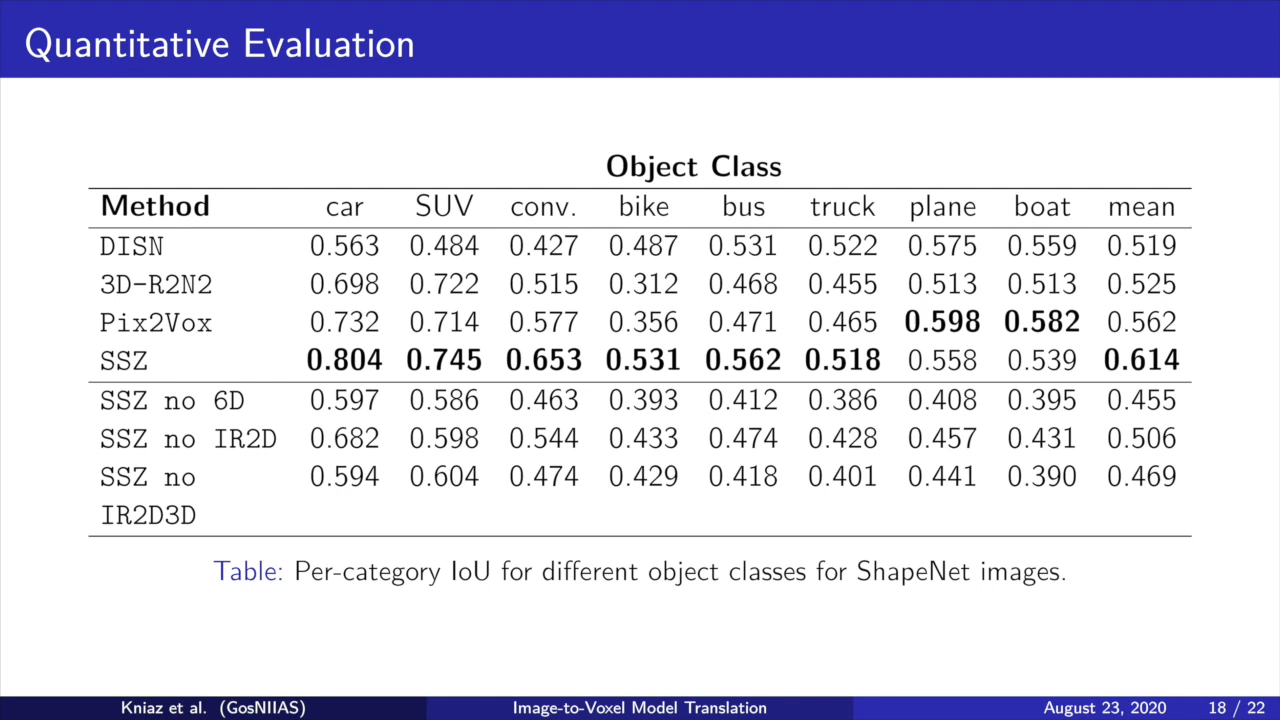 Quantitative Evaluation
Object Class
Method car SUV conv. bike bus truck plane boat mean
DISN 0.563 0.484 0.427 0.487 0.531 0.522 0.575 0.559 0.519
3D-R2N2 0.698 0.722 0.515 0.312 0.468 0.455 0.513 0.513 0.525
Pix2Vox 0.732 0.714 0.577 0.356 0.471 0.465 0.598 0.582 0.562
SSZ 0.804 0.745 0.653 0.531 0.562 0.518 0.558 0.539 0.614
SSZ no 6D 0.597 0.586 0.463 0.393 0.412 0.386 0.408 0.395 0.455
SSZ no IR2D 0.682 0.598 0.544 0.433 0.474 0.428 0.457 0.431 0.506
SSZ no 0.594 0.604 0.474 0.429 0.418 0.401 0.441 0.390 0.469
IR2D3D
Table: Per-category IoU for different object classes for ShapeNet images.
Kniaz et al. (GosNIIAS) Image-to-Voxel Model Translation August 23, 2020 18 / 22